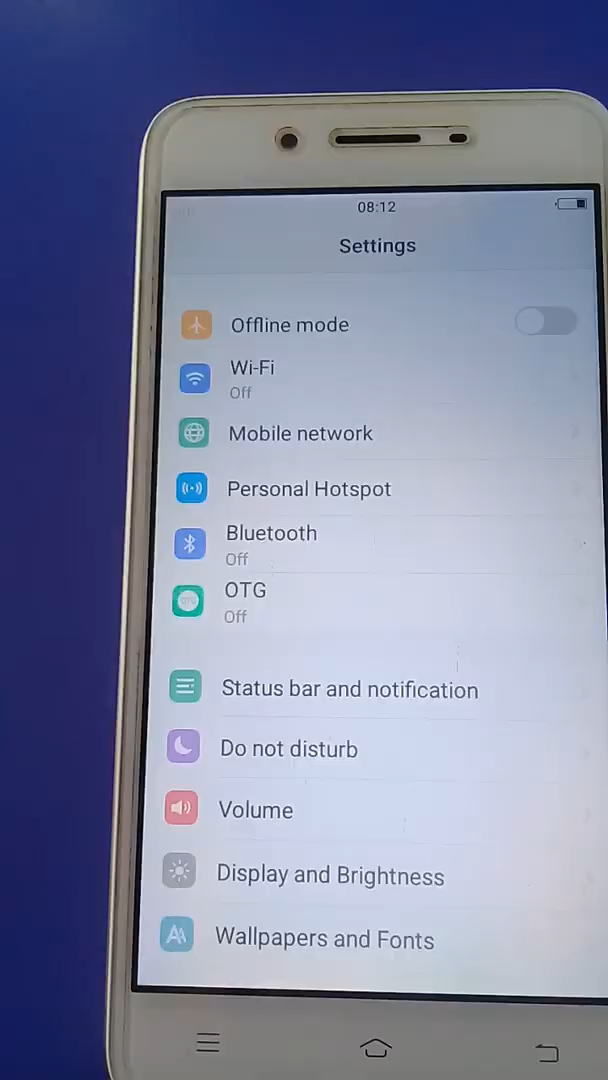 08:12
Settings
Offline mode
Wi-Fi
Off
Mobile network
Personal Hotspot
Bluetooth
Off
OTG
Off
Status bar and notification
Do not disturb
Volume
Display and Brightness
Wallpapers and Fonts